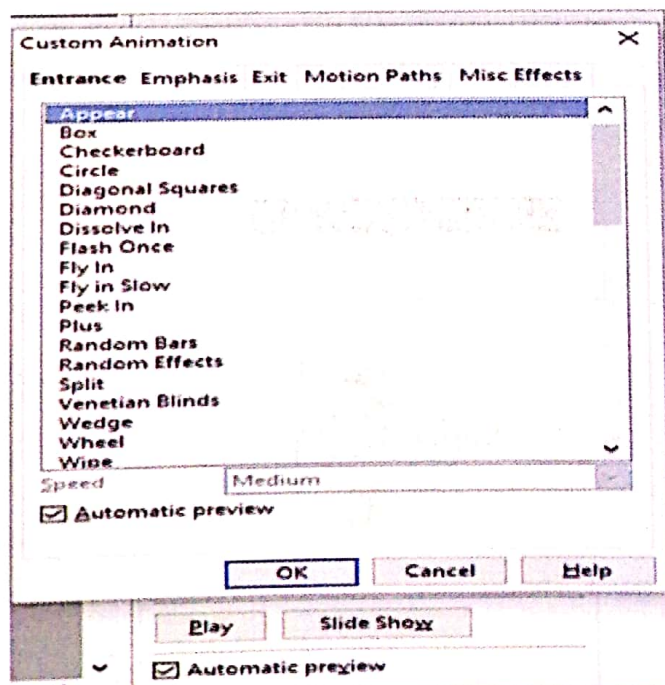 Custom Animation
Entrance Emphasis Exit Motion Paths Misc Effects
Appear
Box
Checkerboard
Circle
Diagonal Squares
Diamond
Dissolve In
Flash Once
Fly In
Fly in Slow
Peek In
Plus
Random Bars
Random Effects
Split
Venetian Blinds
Wedge
Wheel
Wipe
Speed Medium
Automatic preview
OK Cancel Help
Play Slide Show
Automatic preview